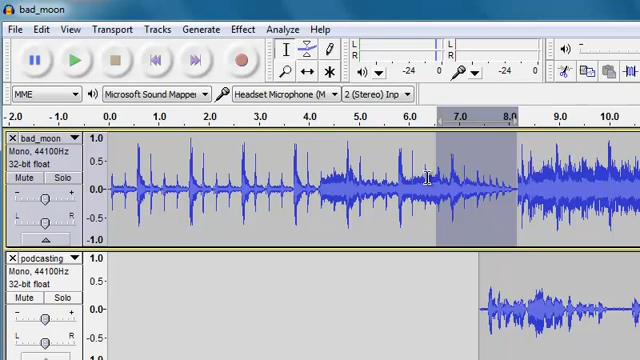 bad_moon
File Edit View Transport Tracks Generate Effect Analyze Help
L R -24 0 L R -24 0
MME Microsoft Sound Mapper Headset Microphone (M 2 (Stereo) Inp
- 2.0 - 1.0 0.0 1.0 2.0 3.0 4.0 5.0 6.0 7.0 8.0 9.0 10.0
bad_moon
Mono, 44100Hz
32-bit float
Mute Solo
- +
L R
1.0
0.5
0.0
-0.5
-1.0
podcasting
Mono, 44100Hz
32-bit float
Mute Solo
- +
L R
1.0
0.5
0.0
-0.5